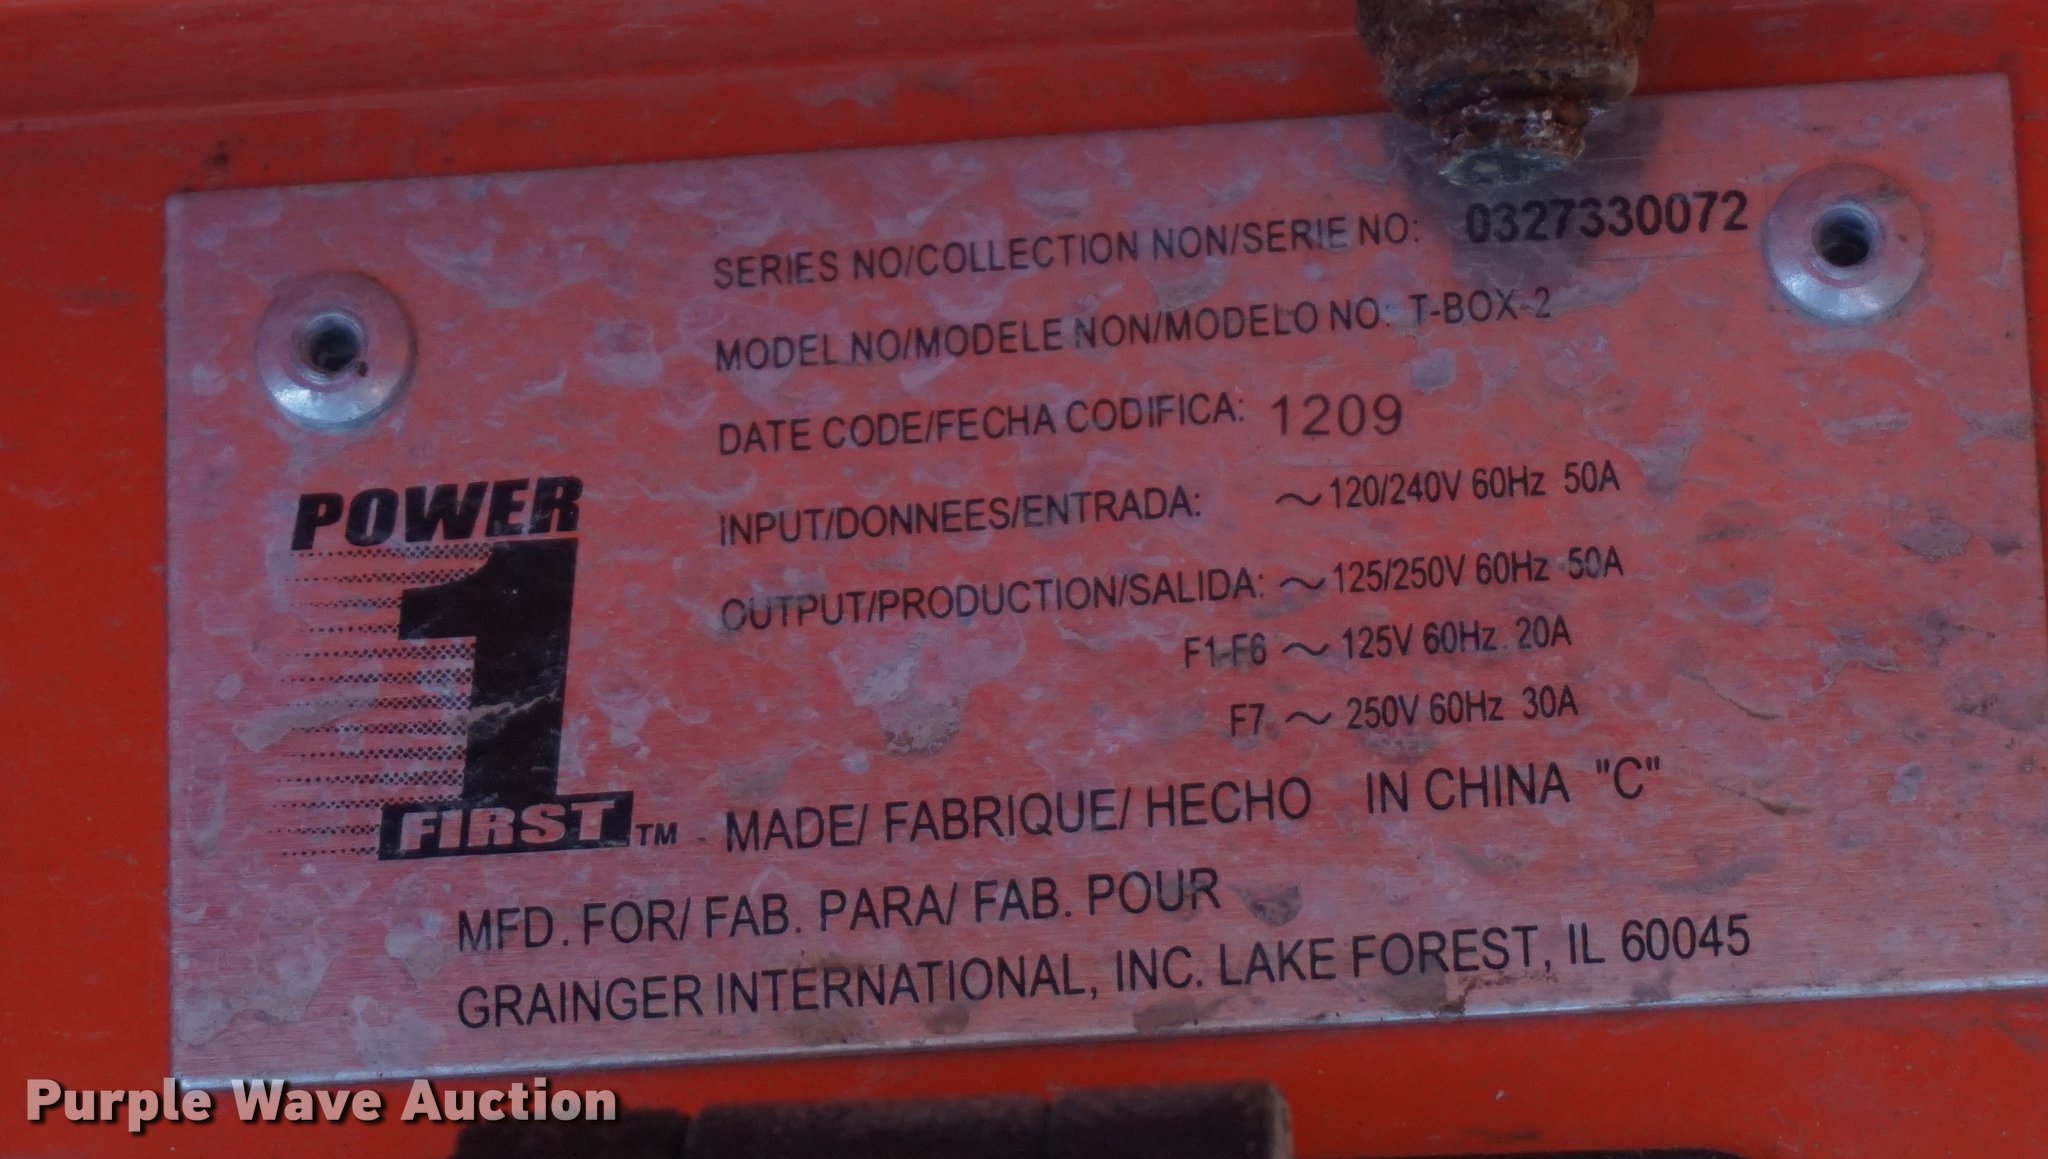 SERIES NO/COLLECTION NON/SERIE NO: 0327330072
MODEL NO/MODELE NON/MODELO NO: T-BOX-2
DATE CODE/FECHA CODIFICA: 1209
INPUT/DONNEES/ENTRADA: ~120/240V 60Hz 50A
OUTPUT/PRODUCTION/SALIDA: ~125/250V 60Hz 50A
F1-F6 ~ 125V 60Hz 20A
F7 ~ 250V 60Hz 30A
POWER
1
FIRST™
MADE/ FABRIQUE/ HECHO IN CHINA "C"
MFD. FOR/ FAB. PARA/ FAB. POUR
GRAINGER INTERNATIONAL, INC. LAKE FOREST, IL 60045
Purple Wave Auction